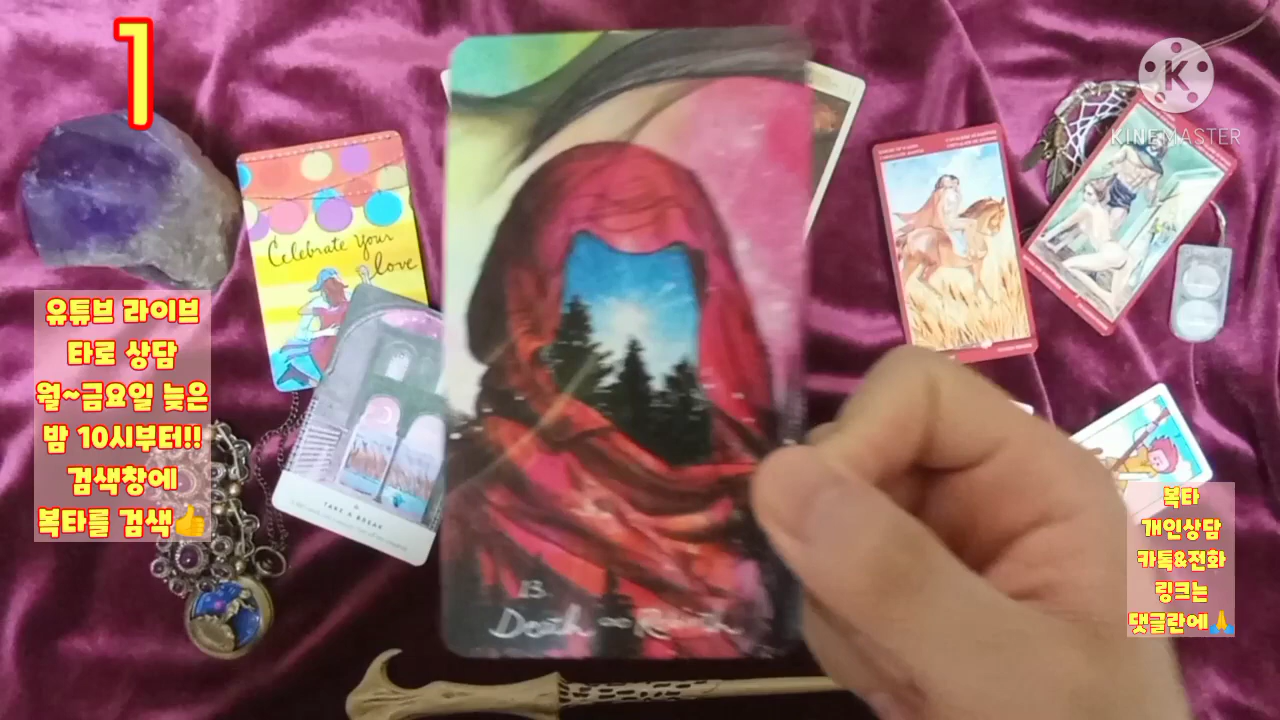 1
KINEMASTER
유튜브 라이브
타로 상담
월~금요일 늦은
밤 10시부터!!
검색창에
복타를 검색👍
Celebrate your
love
TAKE A BREAK
13.
Death and Rebirth
복타
개인상담
카톡&전화
링크는
댓글란에🙏